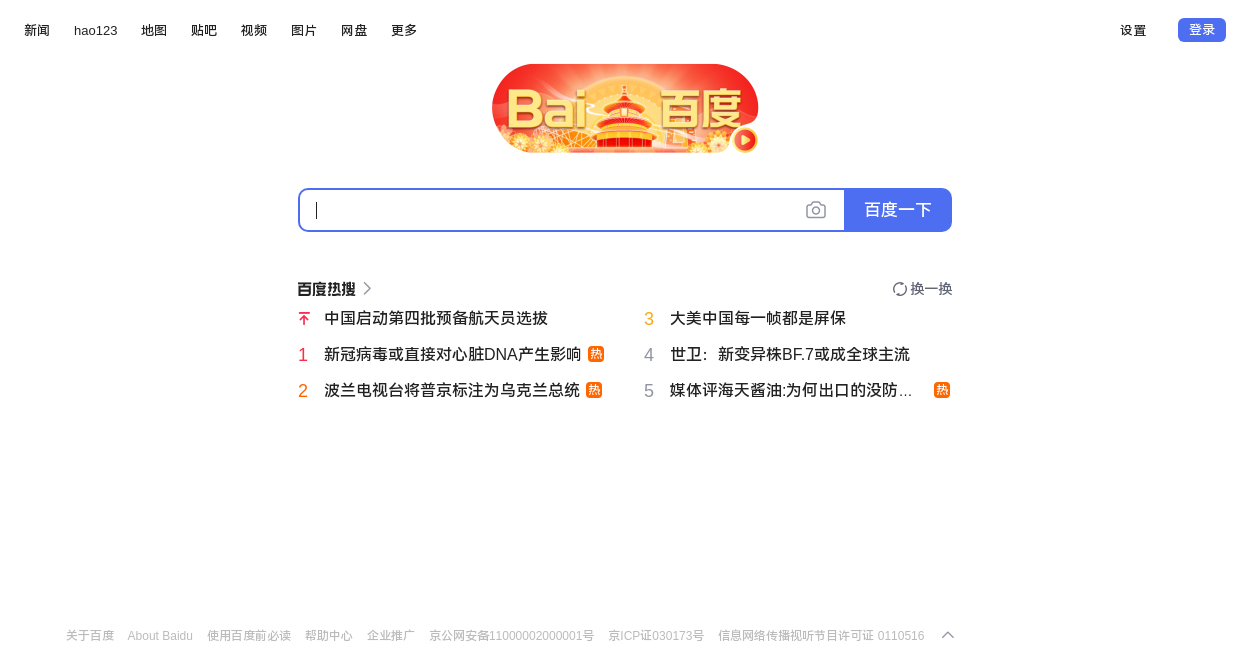 新闻 hao123 地图 贴吧 视频 图片 网盘 更多 设置 登录
Bai 百度
百度一下
百度热搜 换一换
中国启动第四批预备航天员选拔
3 大美中国每一帧都是屏保
1 新冠病毒或直接对心脏DNA产生影响 热
4 世卫：新变异株BF.7或成全球主流
2 波兰电视台将普京标注为乌克兰总统 热
5 媒体评海天酱油:为何出口的没防... 热
关于百度 About Baidu 使用百度前必读 帮助中心 企业推广 京公网安备11000002000001号 京ICP证030173号 信息网络传播视听节目许可证 0110516